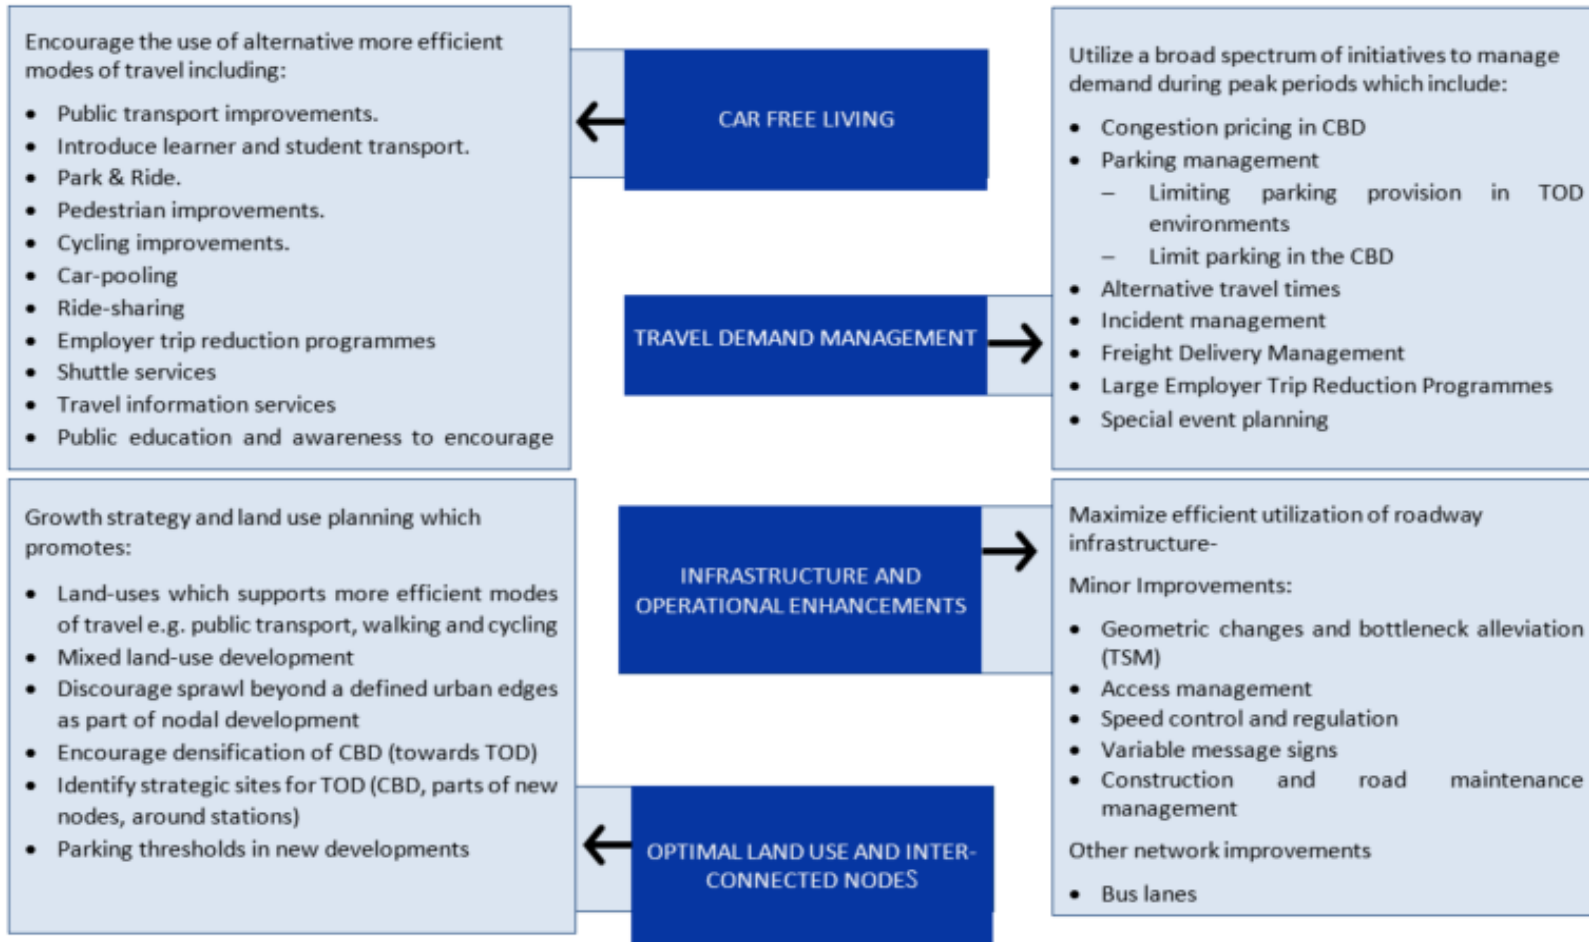 Encourage the use of alternative more efficient
modes of travel including:
• Public transport improvements.
• Introduce learner and student transport.
• Park & Ride.
• Pedestrian improvements.
• Cycling improvements.
• Car-pooling
• Ride-sharing
• Employer trip reduction programmes
• Shuttle services
• Travel information services
• Public education and awareness to encourage
CAR FREE LIVING
Utilize a broad spectrum of initiatives to manage
demand during peak periods which include:
• Congestion pricing in CBD
• Parking management
– Limiting parking provision in TOD
environments
– Limit parking in the CBD
• Alternative travel times
• Incident management
• Freight Delivery Management
• Large Employer Trip Reduction Programmes
• Special event planning
TRAVEL DEMAND MANAGEMENT
Growth strategy and land use planning which
promotes:
• Land-uses which supports more efficient modes
of travel e.g. public transport, walking and cycling
• Mixed land-use development
• Discourage sprawl beyond a defined urban edges
as part of nodal development
• Encourage densification of CBD (towards TOD)
• Identify strategic sites for TOD (CBD, parts of new
nodes, around stations)
• Parking thresholds in new developments
INFRASTRUCTURE AND
OPERATIONAL ENHANCEMENTS
Maximize efficient utilization of roadway
infrastructure-
Minor Improvements:
• Geometric changes and bottleneck alleviation
(TSM)
• Access management
• Speed control and regulation
• Variable message signs
• Construction and road maintenance
management
Other network improvements
• Bus lanes
OPTIMAL LAND USE AND INTER-
CONNECTED NODES